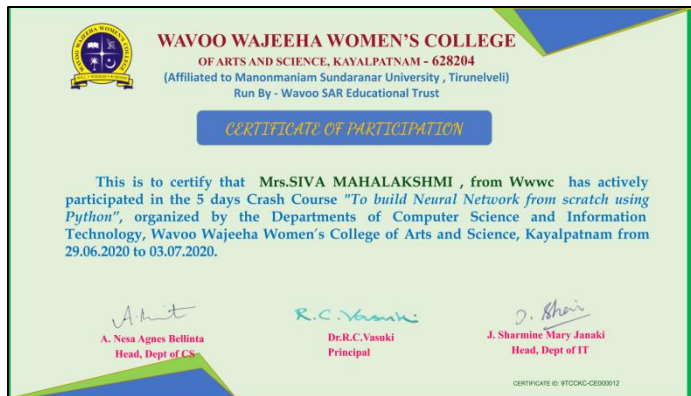 WAVOO WAJEEHA WOMEN'S COLLEGE
OF ARTS AND SCIENCE, KAYALPATNAM - 628204
(Affiliated to Manonmaniam Sundaranar University , Tirunelveli)
Run By - Wavoo SAR Educational Trust
CERTIFICATE OF PARTICIPATION
This is to certify that Mrs.SIVA MAHALAKSHMI , from Wwwc has actively
participated in the 5 days Crash Course "To build Neural Network from scratch using
Python", organized by the Departments of Computer Science and Information
Technology, Wavoo Wajeeha Women's College of Arts and Science, Kayalpatnam from
29.06.2020 to 03.07.2020.
R.C.Vasuki
A. Nesa Agnes Bellinta
Head, Dept of CS
Dr.R.C.Vasuki
Principal
J. Sharmine Mary Janaki
Head, Dept of IT
CERTIFICATE ID: 9TCCKC-CE000012